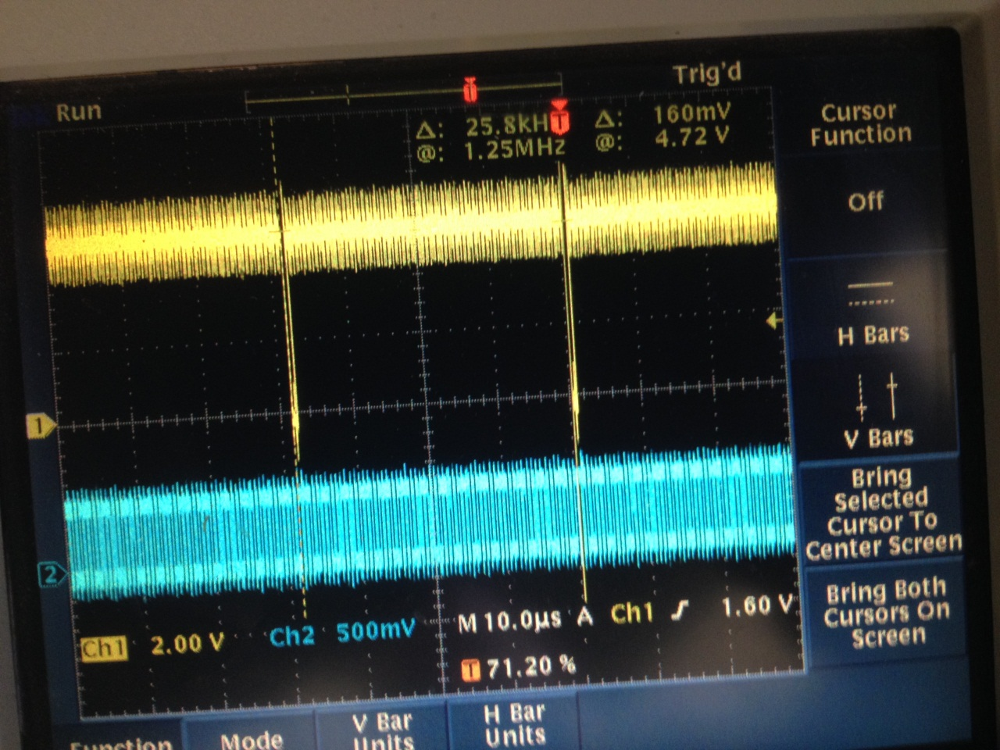 Run
Trig'd
Δ: 25.8kH
@: 1.25MHz
Δ: 160mV
@: 4.72 V
T
T
1
2
Ch1 2.00 V
Ch2 500mV
M 10.0µs
A Ch1 ƒ 1.60 V
T 71.20 %
Cursor
Function
Off
H Bars
V Bars
Bring
Selected
Cursor To
Center Screen
Bring Both
Cursors On
Screen
Function
Mode
V Bar
Units
H Bar
Units